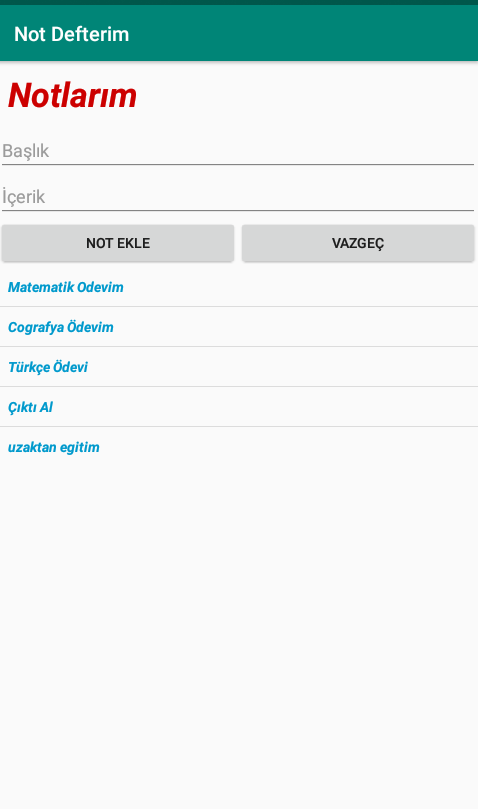 Not Defterim
Notlarım
Başlık
İçerik
NOT EKLE VAZGEÇ
Matematik Odevim
Cografya Ödevim
Türkçe Ödevi
Çıktı Al
uzaktan egitim